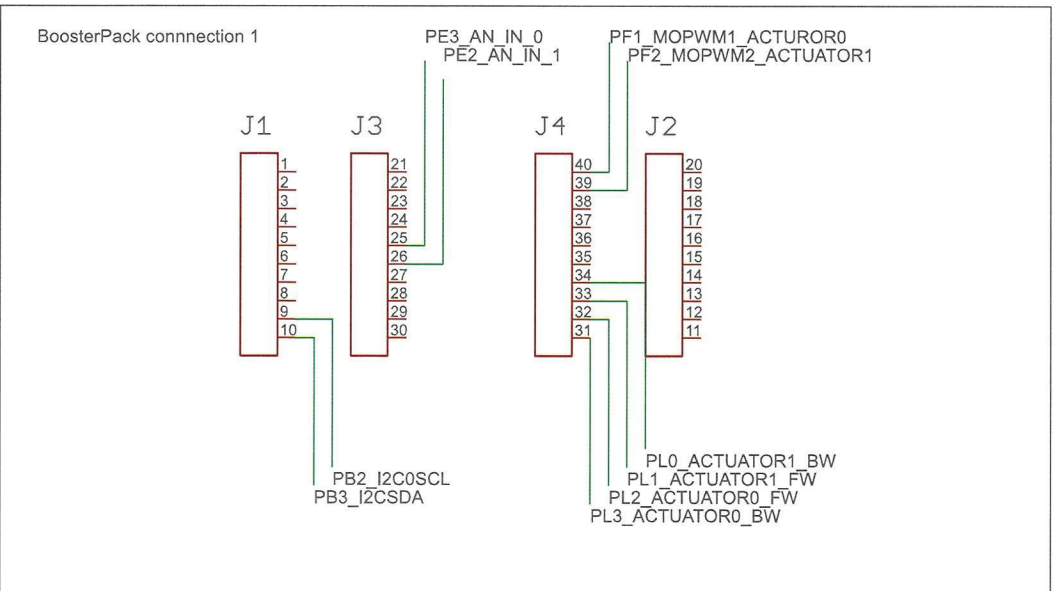 BoosterPack connnection 1
PE3_AN_IN_0
PE2_AN_IN_1
PF1_MOPWM1_ACTUROR0
PF2_MOPWM2_ACTUATOR1
J1
J3
J4
J2
1
2
3
4
5
6
7
8
9
10
21
22
23
24
25
26
27
28
29
30
40
39
38
37
36
35
34
33
32
31
20
19
18
17
16
15
14
13
12
11
PB2_I2C0SCL
PB3_I2CSDA
PL0_ACTUATOR1_BW
PL1_ACTUATOR1_FW
PL2_ACTUATOR0_FW
PL3_ACTUATOR0_BW